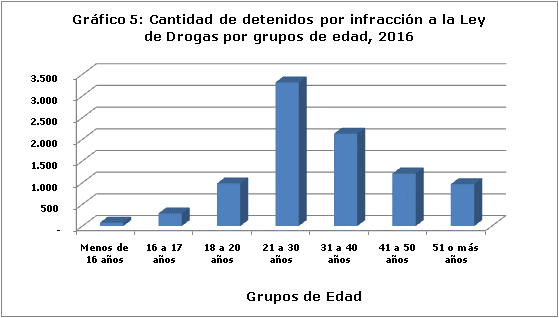 Gráfico 5: Cantidad de detenidos por infracción a la Ley
de Drogas por grupos de edad, 2016
3.500
3.000
2.500
2.000
1.500
1.000
500
-
Menos de 16 años
16 a 17 años
18 a 20 años
21 a 30 años
31 a 40 años
41 a 50 años
51 o más años
Grupos de Edad